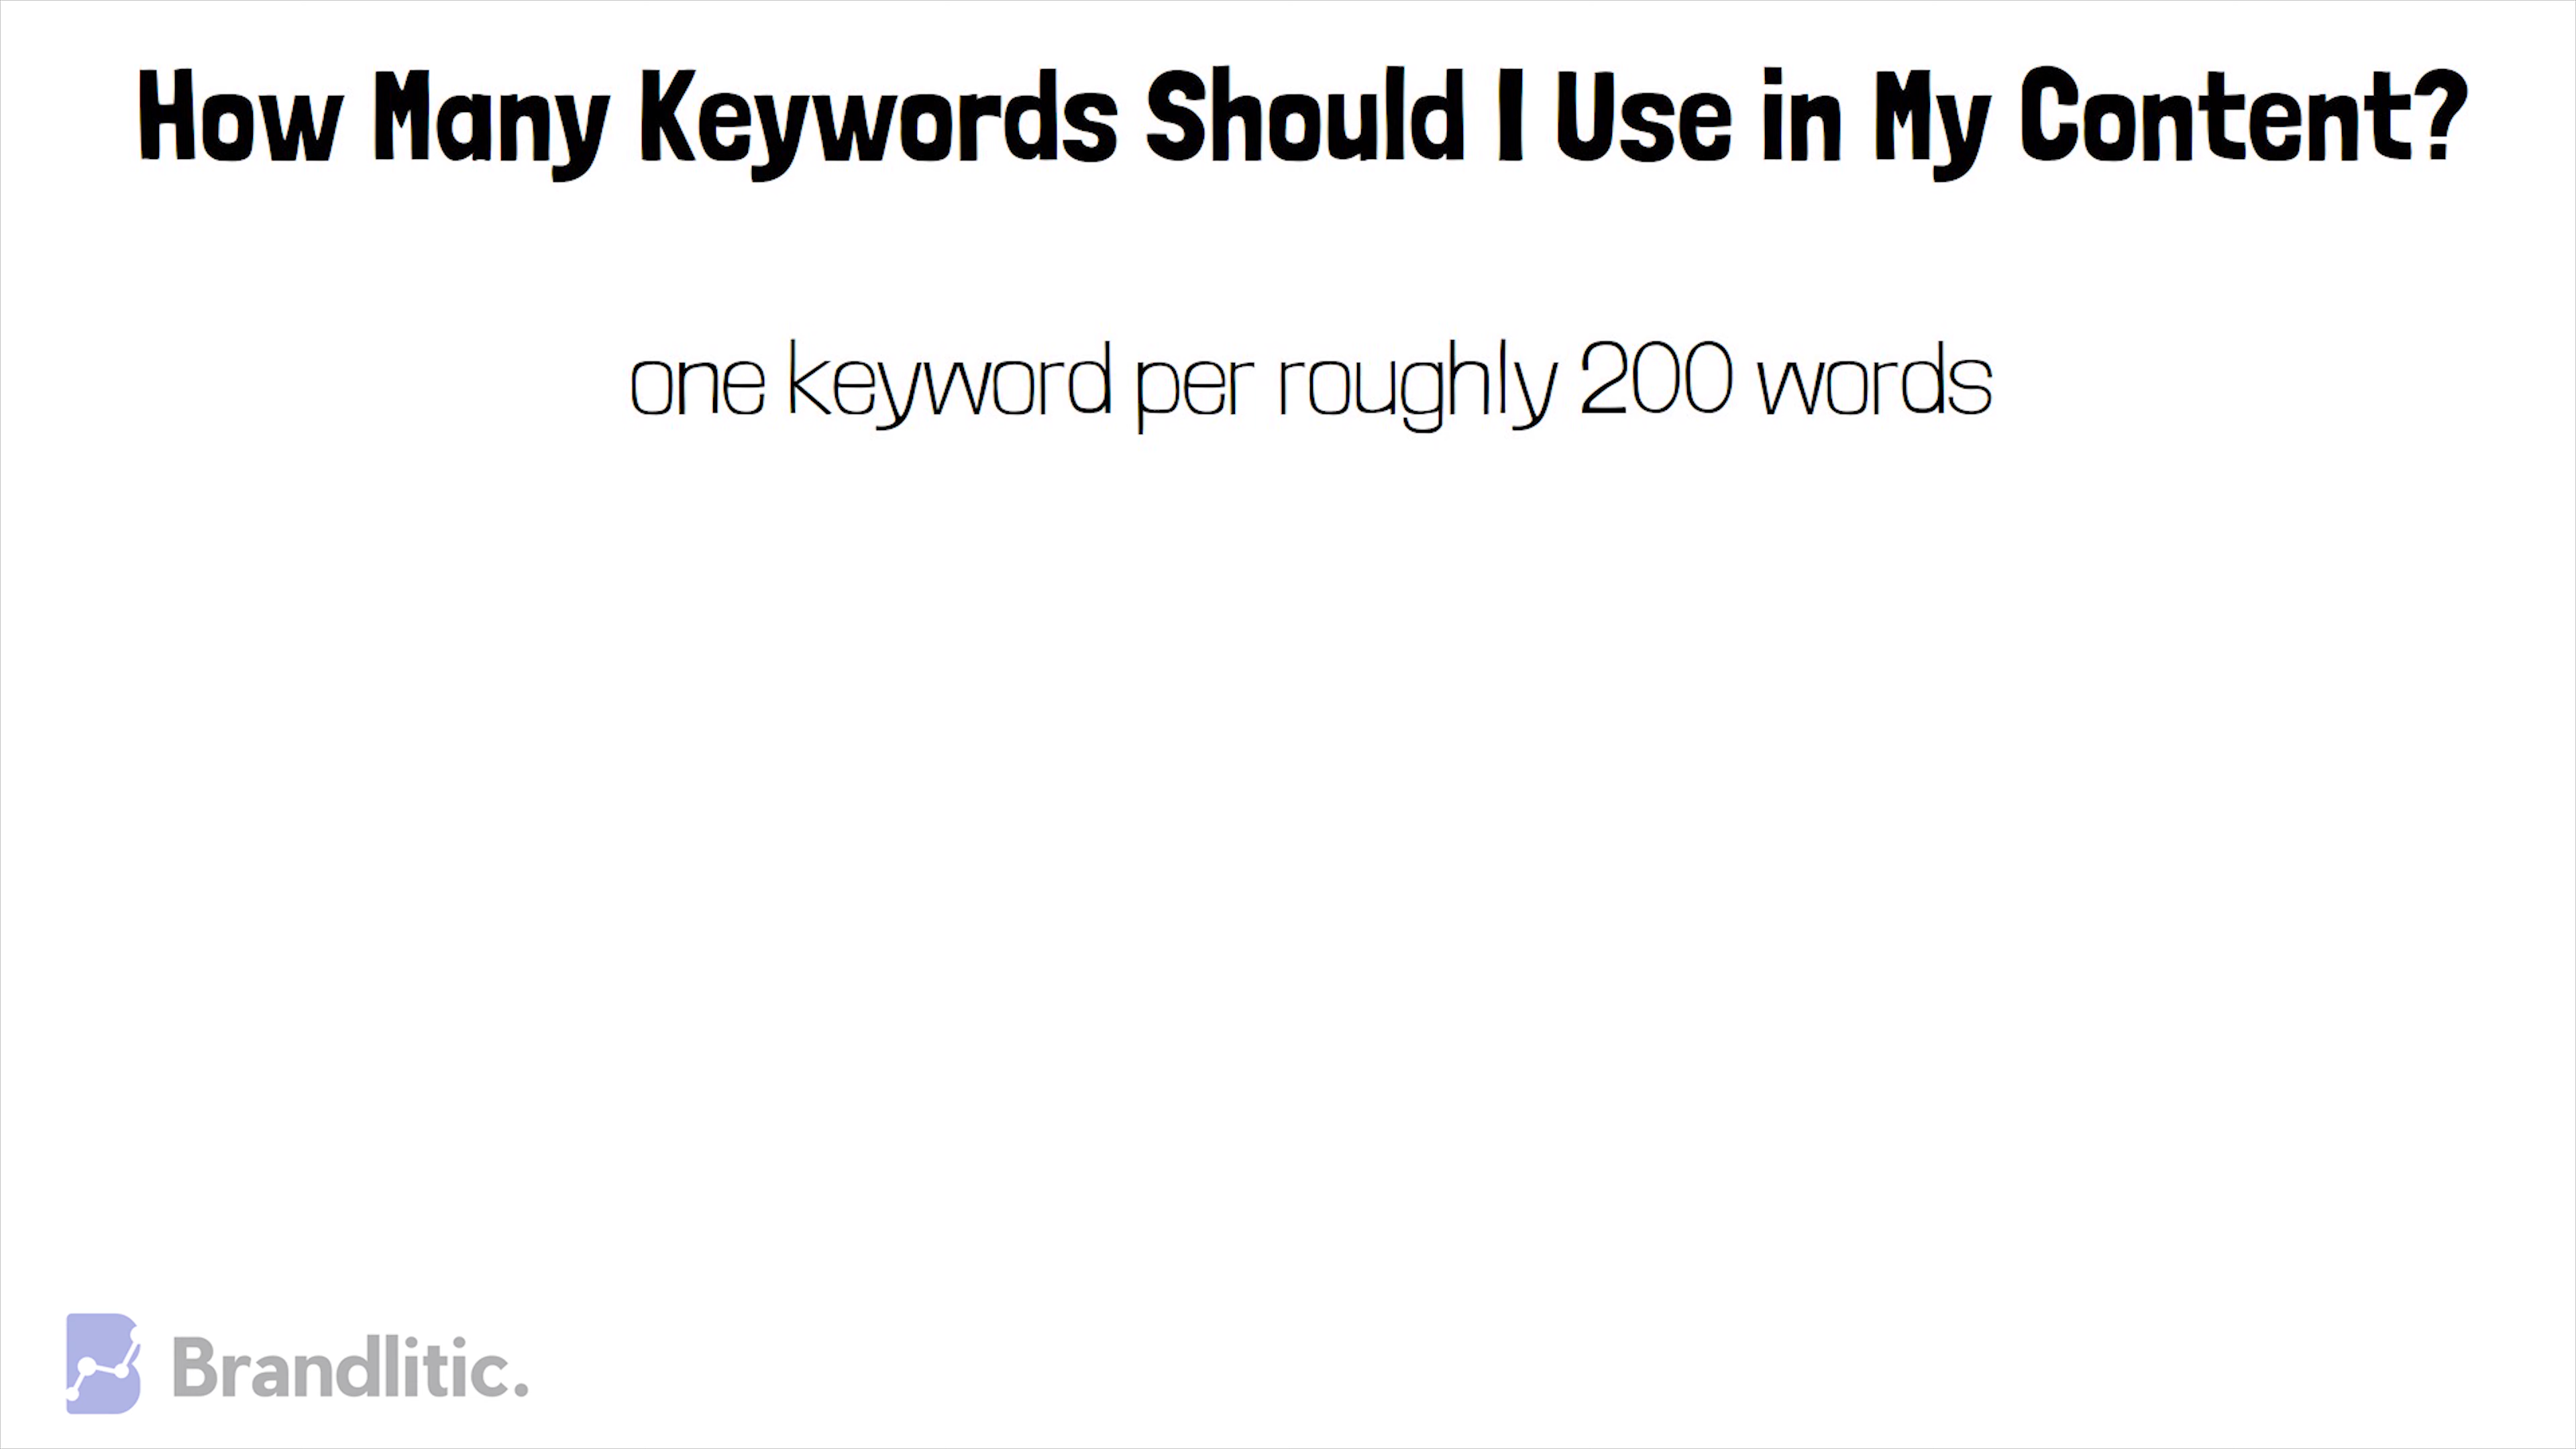 How Many Keywords Should I Use in My Content?
one keyword per roughly 200 words
Brandlitic.